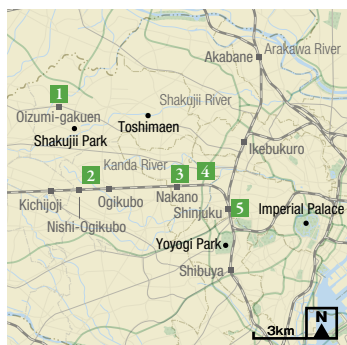 Arakawa River
Akabane
1
Oizumi-gakuen
Shakujii River
Shakujii Park
Toshimaen
Ikebukuro
Kanda River
2
3
4
Kichijoji
Ogikubo
Nakano
Nishi-Ogikubo
Shinjuku
5
Imperial Palace
Yoyogi Park
Shibuya
3km
N